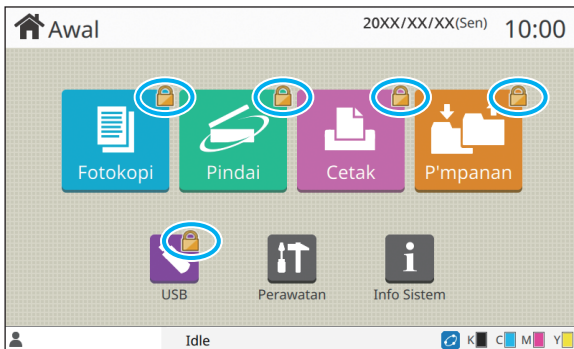 Awal
20XX/XX/XX(Sen) 10:00
Fotokopi Pindai Cetak P'mpanan
USB Perawatan Info Sistem
Idle K C M Y